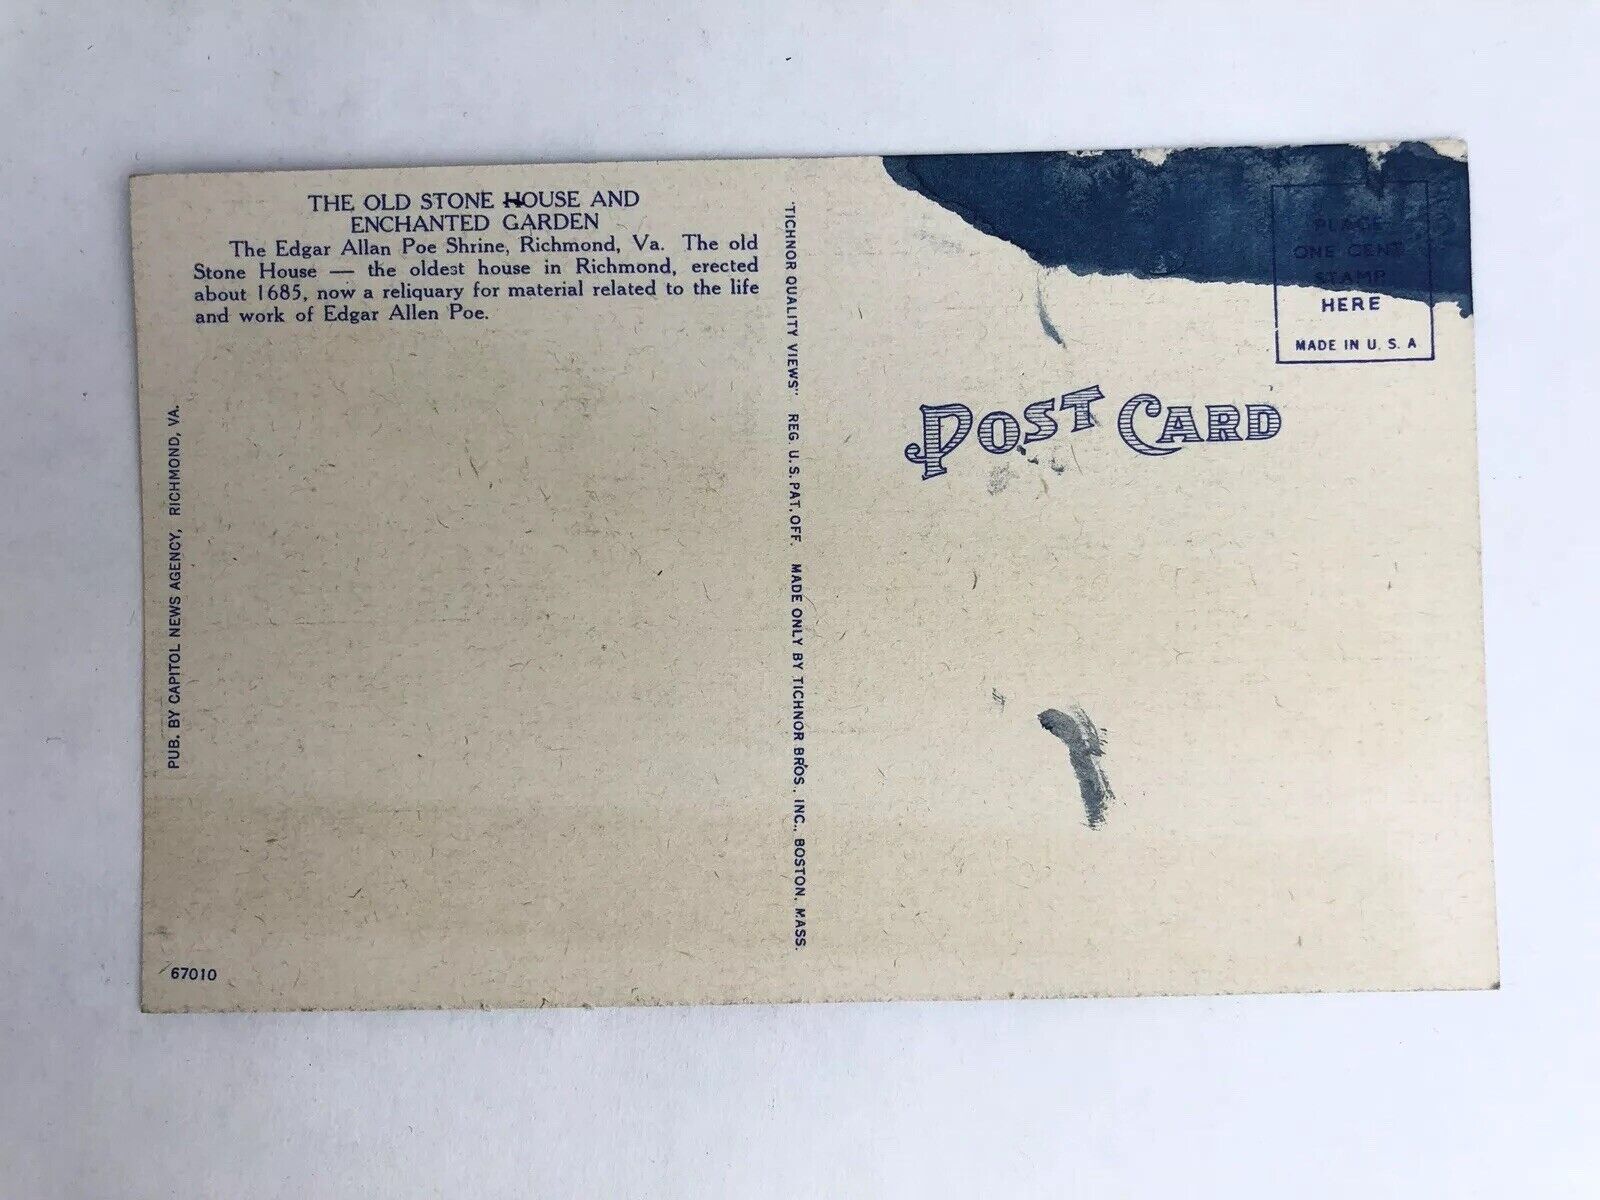 THE OLD STONE HOUSE AND
ENCHANTED GARDEN
The Edgar Allan Poe Shrine, Richmond, Va. The old
Stone House — the oldest house in Richmond, erected
about 1685, now a reliquary for material related to the life
and work of Edgar Allen Poe.
PUB. BY CAPITOL NEWS AGENCY, RICHMOND, VA.
67010
"TICHNOR QUALITY VIEWS" REG. U. S. PAT. OFF. MADE ONLY BY TICHNOR BROS., INC., BOSTON, MASS.
PLACE
ONE CENT
STAMP
HERE
MADE IN U. S. A
POST CARD